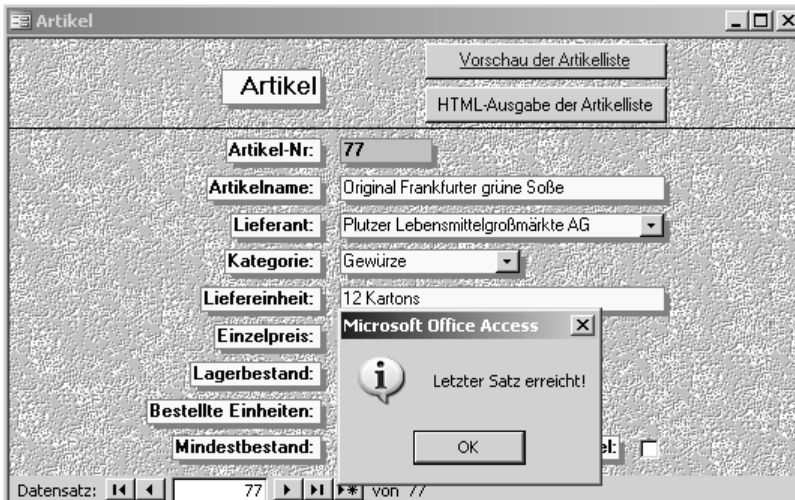 Artikel
Vorschau der Artikelliste
Artikel
HTML-Ausgabe der Artikelliste
Artikel-Nr: 77
Artikelname: Original Frankfurter grüne Soße
Lieferant: Plutzer Lebensmittelgroßmärkte AG
Kategorie: Gewürze
Liefereinheit: 12 Kartons
Einzelpreis:
Lagerbestand:
Bestellte Einheiten:
Mindestbestand:
Microsoft Office Access
Letzter Satz erreicht!
OK
el:
Datensatz: 77 von 77